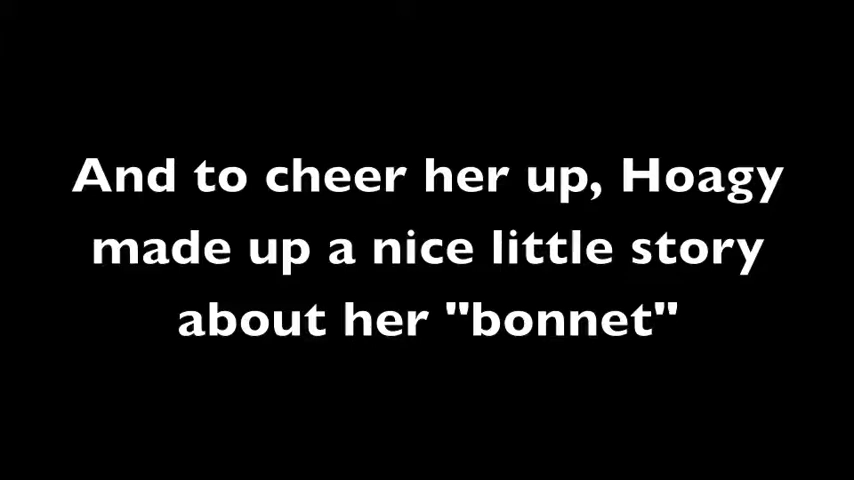 And to cheer her up, Hoagy
made up a nice little story
about her "bonnet"